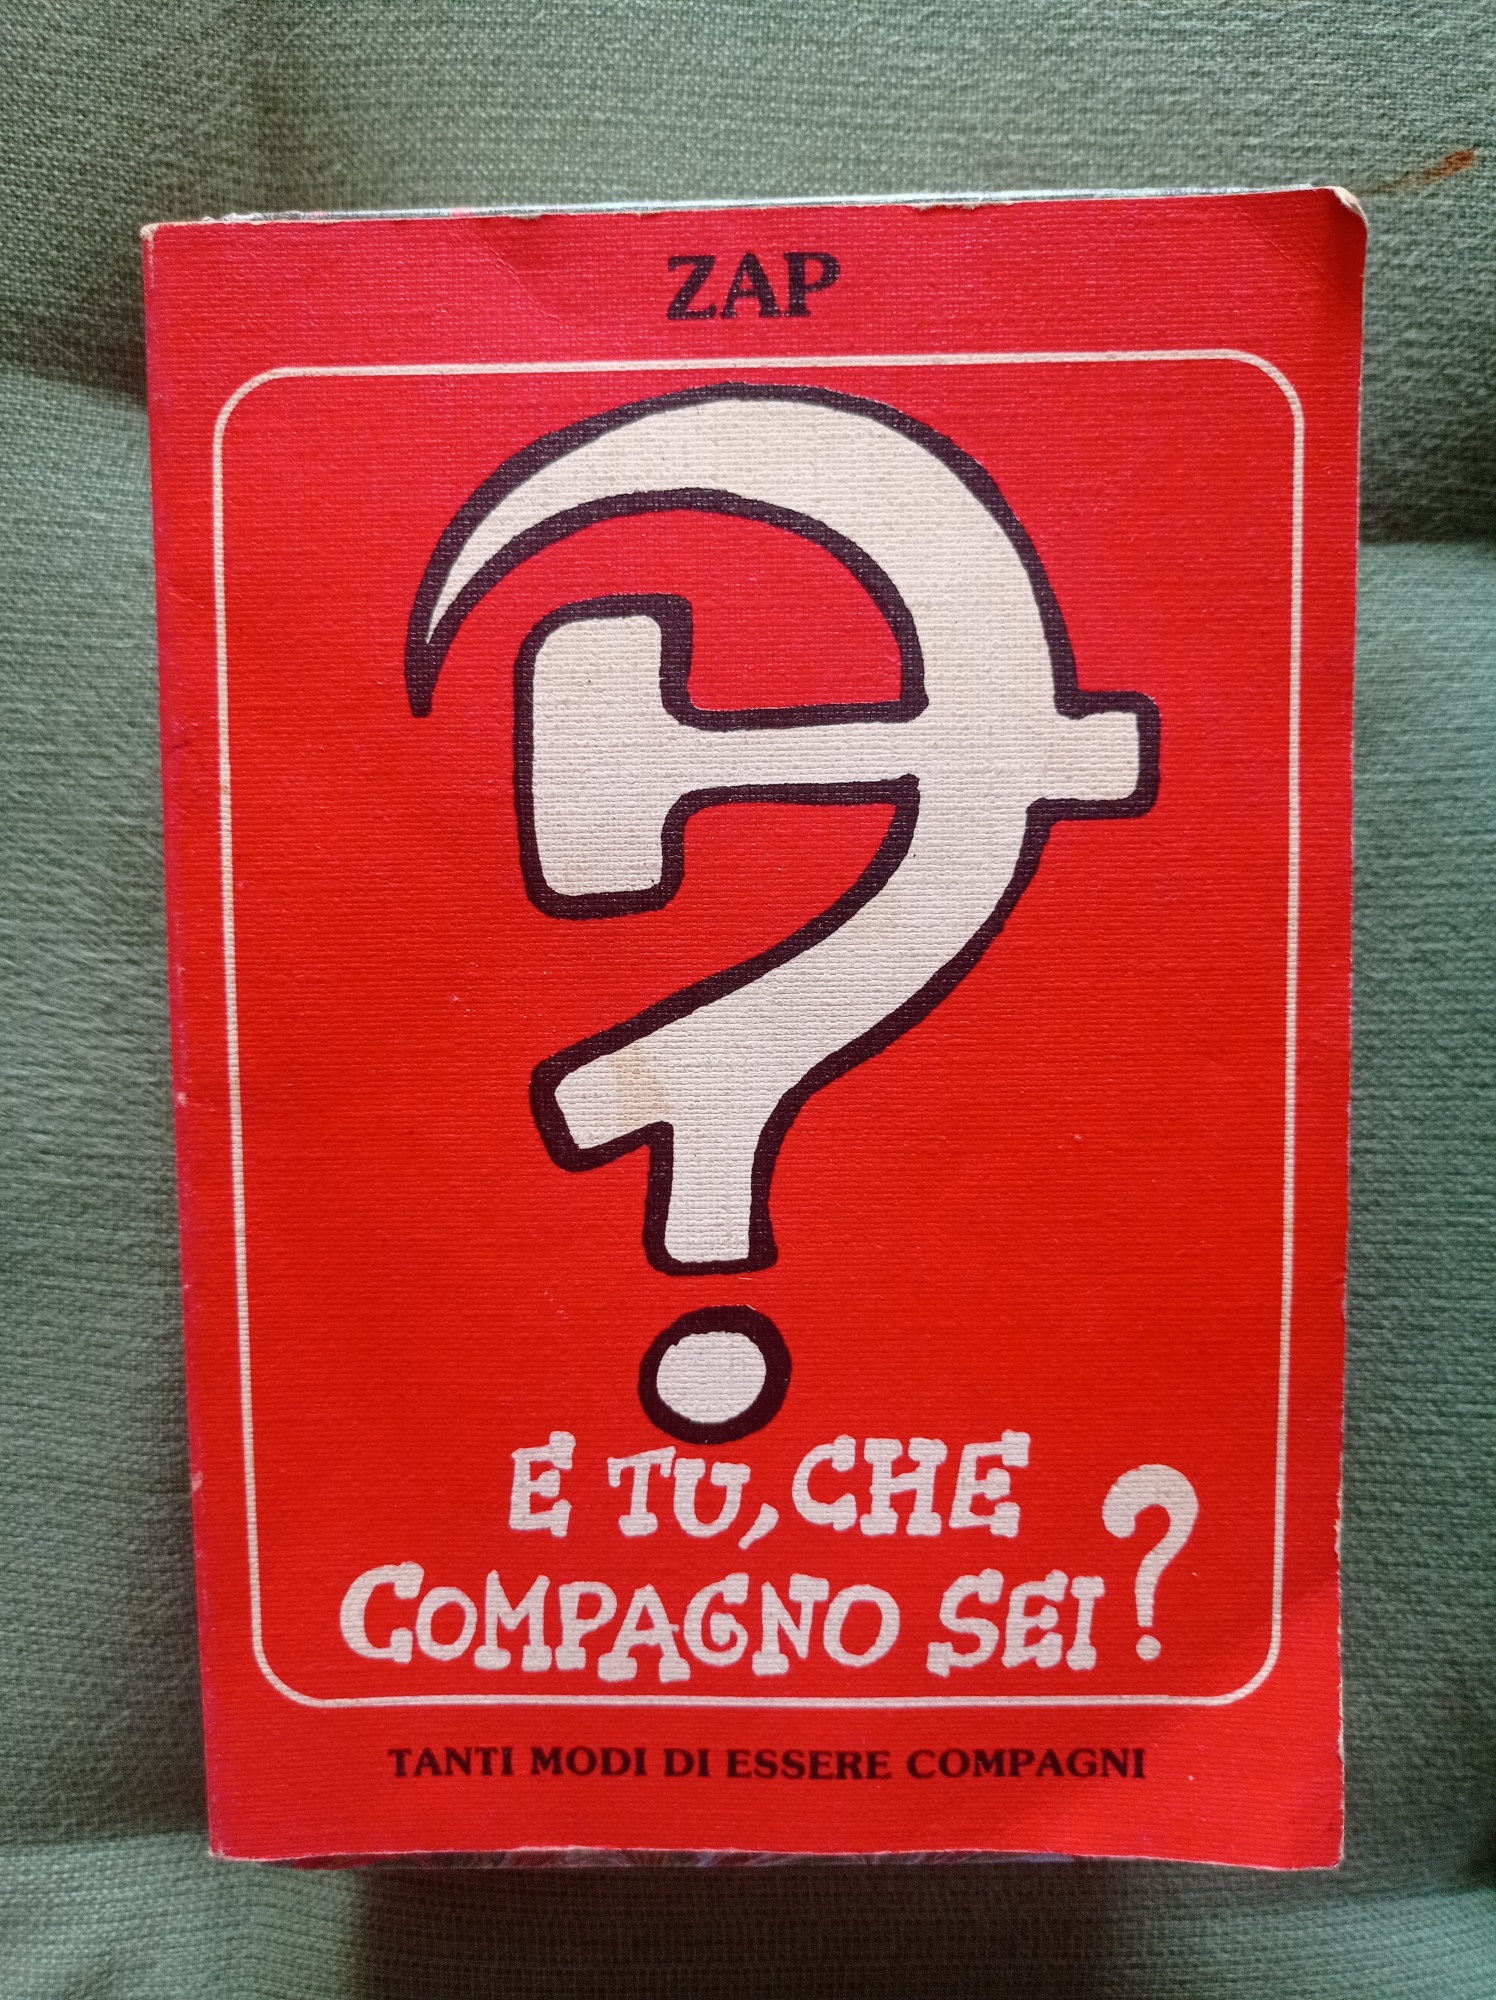 ZAP
E TU, CHE
COMPAGNO SEI?
TANTI MODI DI ESSERE COMPAGNI